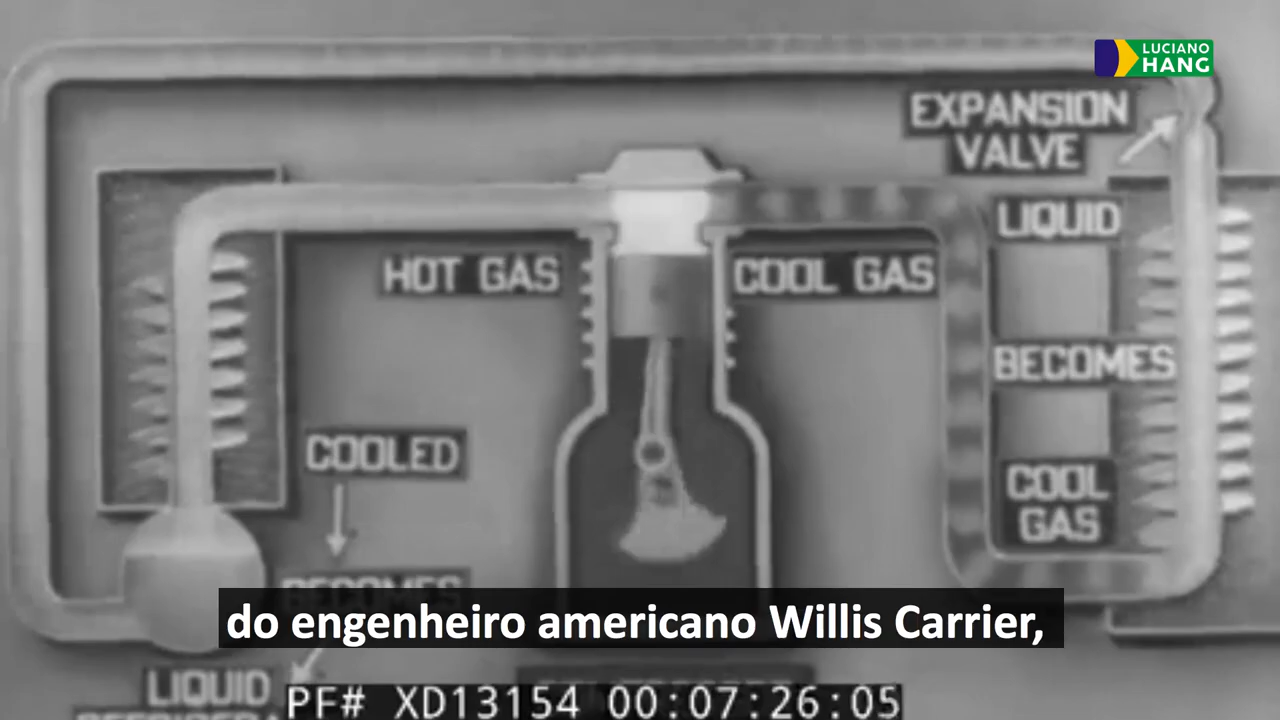 LUCIANO
HANG
EXPANSION
VALVE
LIQUID
HOT GAS
COOL GAS
BECOMES
COOLED
COOL
GAS
BECOMES
do engenheiro americano Willis Carrier,
LIQUID
PF# XD13154 00:07:26:05